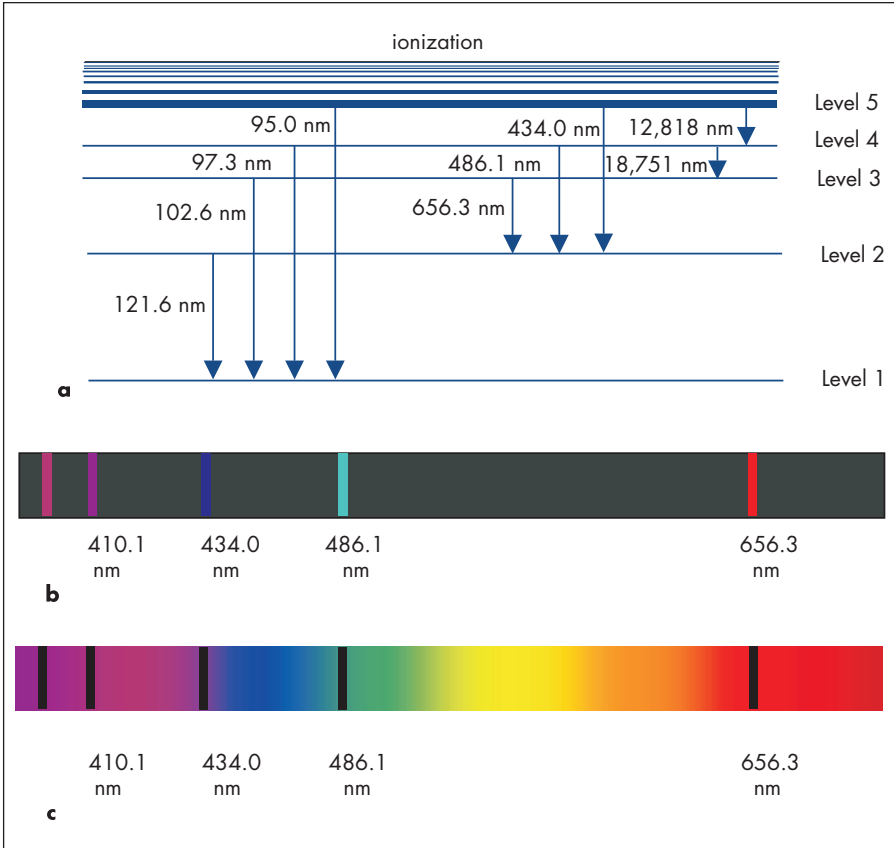 ionization
Level 5
95.0 nm
434.0 nm
12,818 nm
Level 4
97.3 nm
486.1 nm
18,751 nm
Level 3
102.6 nm
656.3 nm
Level 2
121.6 nm
Level 1
a
410.1
nm
434.0
nm
486.1
nm
656.3
nm
b
410.1
nm
434.0
nm
486.1
nm
656.3
nm
c